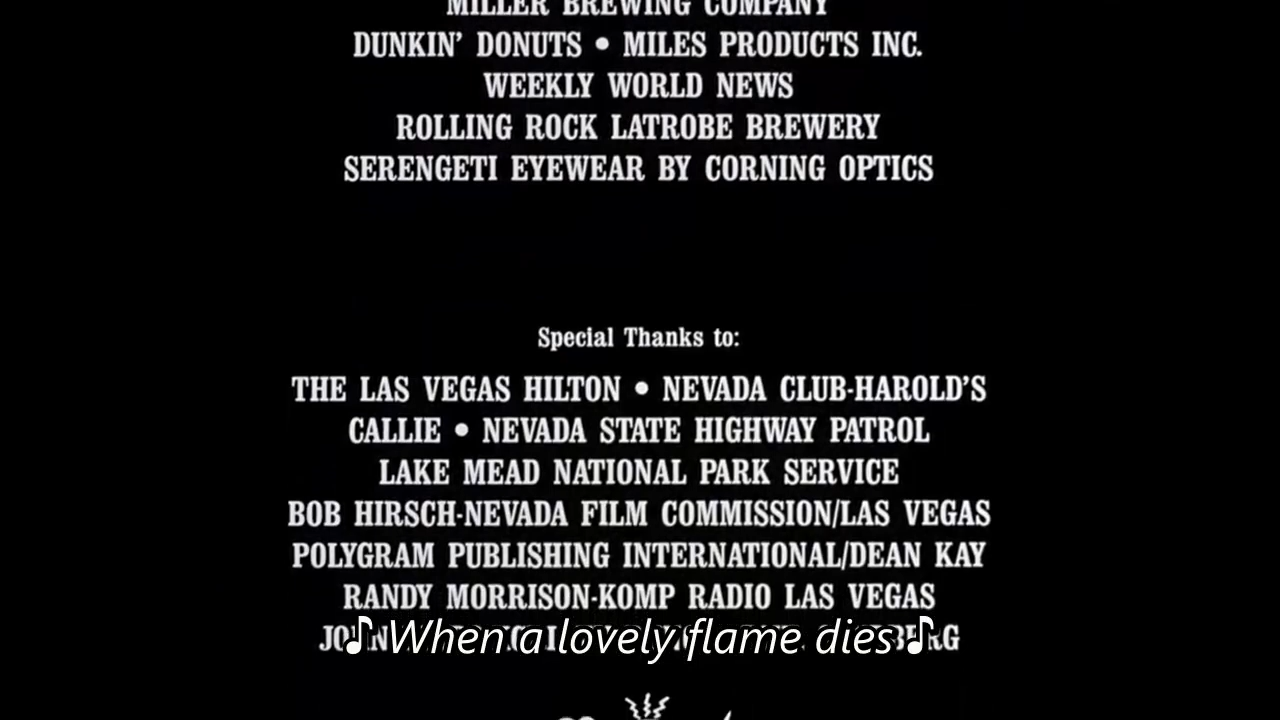 MILLER BREWING COMPANY
DUNKIN' DONUTS • MILES PRODUCTS INC.
WEEKLY WORLD NEWS
ROLLING ROCK LATROBE BREWERY
SERENGETI EYEWEAR BY CORNING OPTICS
Special Thanks to:
THE LAS VEGAS HILTON • NEVADA CLUB-HAROLD'S
CALLIE • NEVADA STATE HIGHWAY PATROL
LAKE MEAD NATIONAL PARK SERVICE
BOB HIRSCH-NEVADA FILM COMMISSION/LAS VEGAS
POLYGRAM PUBLISHING INTERNATIONAL/DEAN KAY
RANDY MORRISON-KOMP RADIO LAS VEGAS
♪ When a lovely flame dies ♪